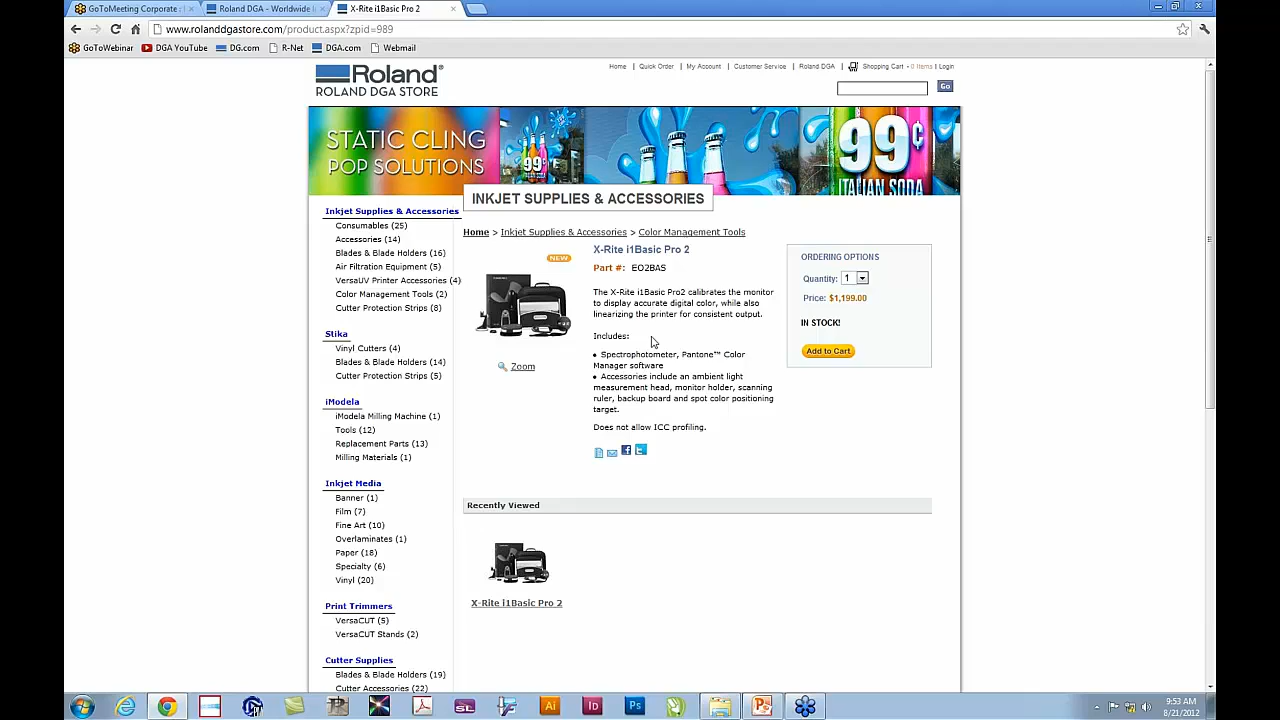 GoToMeeting Corporate
Roland DGA - Worldwide
X-Rite i1Basic Pro 2
www.rolanddgastore.com/product.aspx?zpid=989
GoToWebinar DGA YouTube DG.com R-Net DGA.com Webmail
Roland
ROLAND DGA STORE
Home | Quick Order | My Account | Customer Service | Roland DGA | Shopping Cart - 0 Items | Login
Go
STATIC CLING
POP SOLUTIONS
99¢
99¢
ITALIAN SODA
INKJET SUPPLIES & ACCESSORIES
Inkjet Supplies & Accessories
Consumables (25)
Accessories (14)
Blades & Blade Holders (16)
Air Filtration Equipment (5)
VersaUV Printer Accessories (4)
Color Management Tools (2)
Cutter Protection Strips (8)
Stika
Vinyl Cutters (4)
Blades & Blade Holders (14)
Cutter Protection Strips (5)
iModela
iModela Milling Machine (1)
Tools (12)
Replacement Parts (13)
Milling Materials (1)
Inkjet Media
Banner (1)
Film (7)
Fine Art (10)
Overlaminates (1)
Paper (18)
Specialty (6)
Vinyl (20)
Print Trimmers
VersaCUT (5)
VersaCUT Stands (2)
Cutter Supplies
Blades & Blade Holders (19)
Cutter Accessories (22)
Home > Inkjet Supplies & Accessories > Color Management Tools
NEW
Zoom
X-Rite i1Basic Pro 2
Part #: EO2BAS
The X-Rite i1Basic Pro2 calibrates the monitor
to display accurate digital color, while also
linearizing the printer for consistent output.
Includes:
• Spectrophotometer, Pantone™ Color
Manager software
• Accessories include an ambient light
measurement head, monitor holder, scanning
ruler, backup board and spot color positioning
target.
Does not allow ICC profiling.
ORDERING OPTIONS
Quantity: 1
Price: $1,199.00
IN STOCK!
Add to Cart
Recently Viewed
X-Rite i1Basic Pro 2
SL
Ai
Id
Ps
9:53 AM
8/21/2012